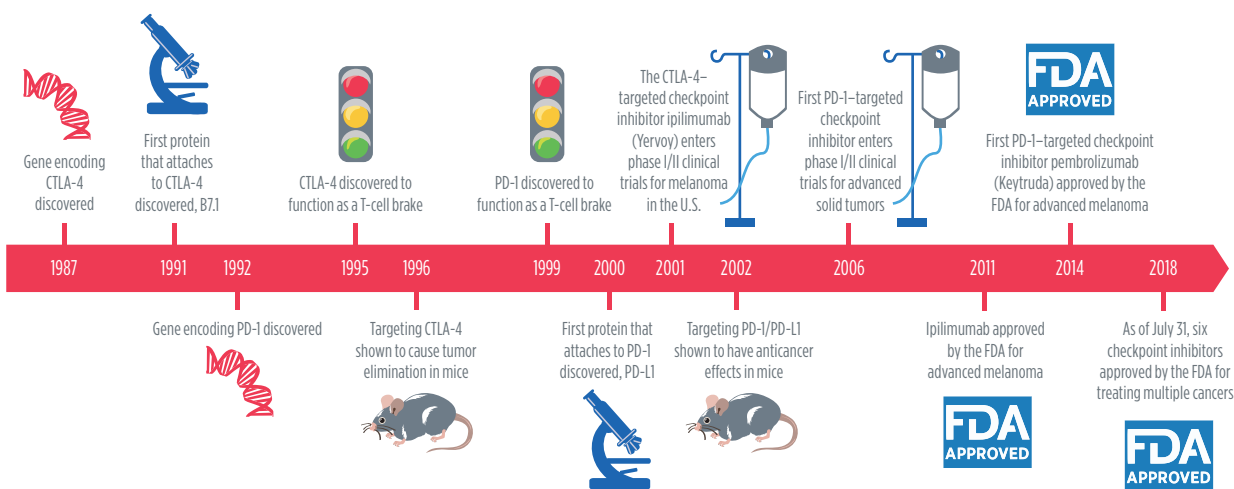 Gene encoding
CTLA-4
discovered
First protein
that attaches
to CTLA-4
discovered, B7.1
CTLA-4 discovered to
function as a T-cell brake
PD-1 discovered to
function as a T-cell brake
The CTLA-4–
targeted checkpoint
inhibitor ipilimumab
(Yervoy) enters
phase I/II clinical
trials for melanoma
in the U.S.
First PD-1–targeted
checkpoint
inhibitor enters
phase I/II clinical
trials for advanced
solid tumors
FDA
APPROVED
First PD-1–targeted checkpoint
inhibitor pembrolizumab
(Keytruda) approved by the
FDA for advanced melanoma
1987 1991 1992 1995 1996 1999 2000 2001 2002 2006 2011 2014 2018
Gene encoding PD-1 discovered
Targeting CTLA-4
shown to cause tumor
elimination in mice
First protein that
attaches to PD-1
discovered, PD-L1
Targeting PD-1/PD-L1
shown to have anticancer
effects in mice
Ipilimumab approved
by the FDA for
advanced melanoma
FDA
APPROVED
As of July 31, six
checkpoint inhibitors
approved by the FDA for
treating multiple cancers
FDA
APPROVED